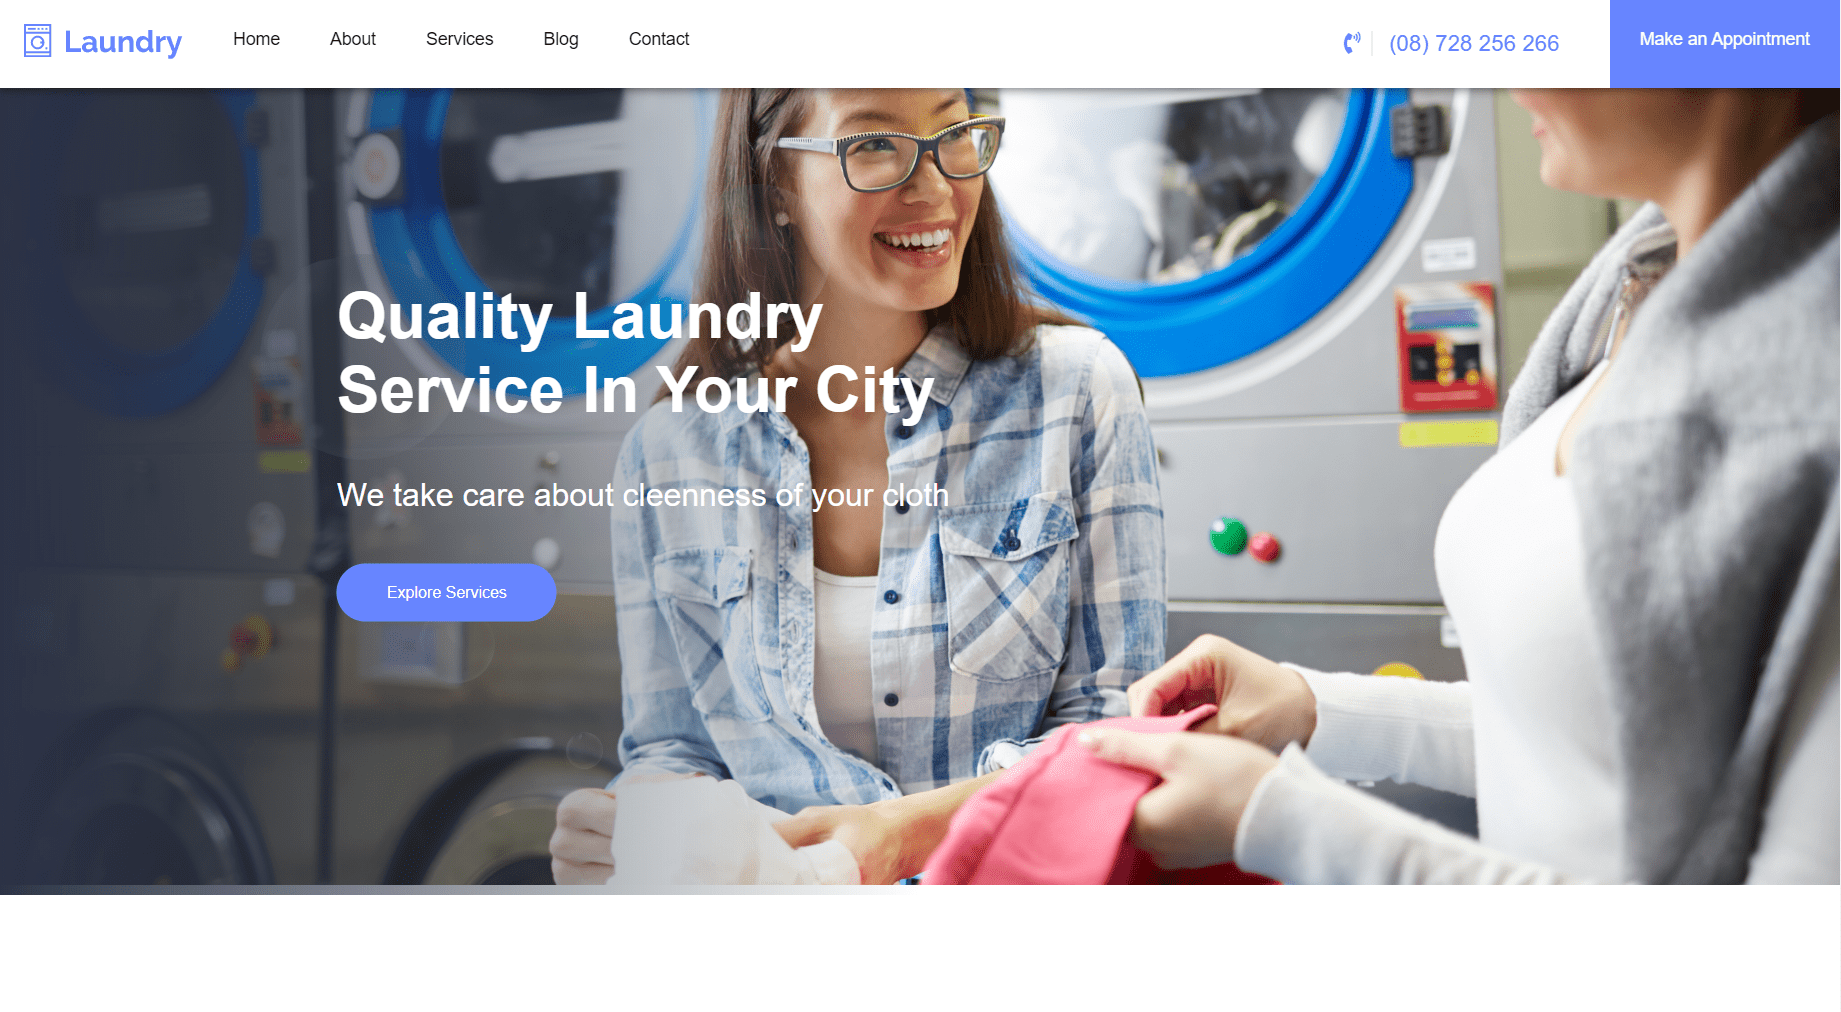 Laundry
Home
About
Services
Blog
Contact
(08) 728 256 266
Make an Appointment
Quality Laundry
Service In Your City
We take care about cleenness of your cloth
Explore Services